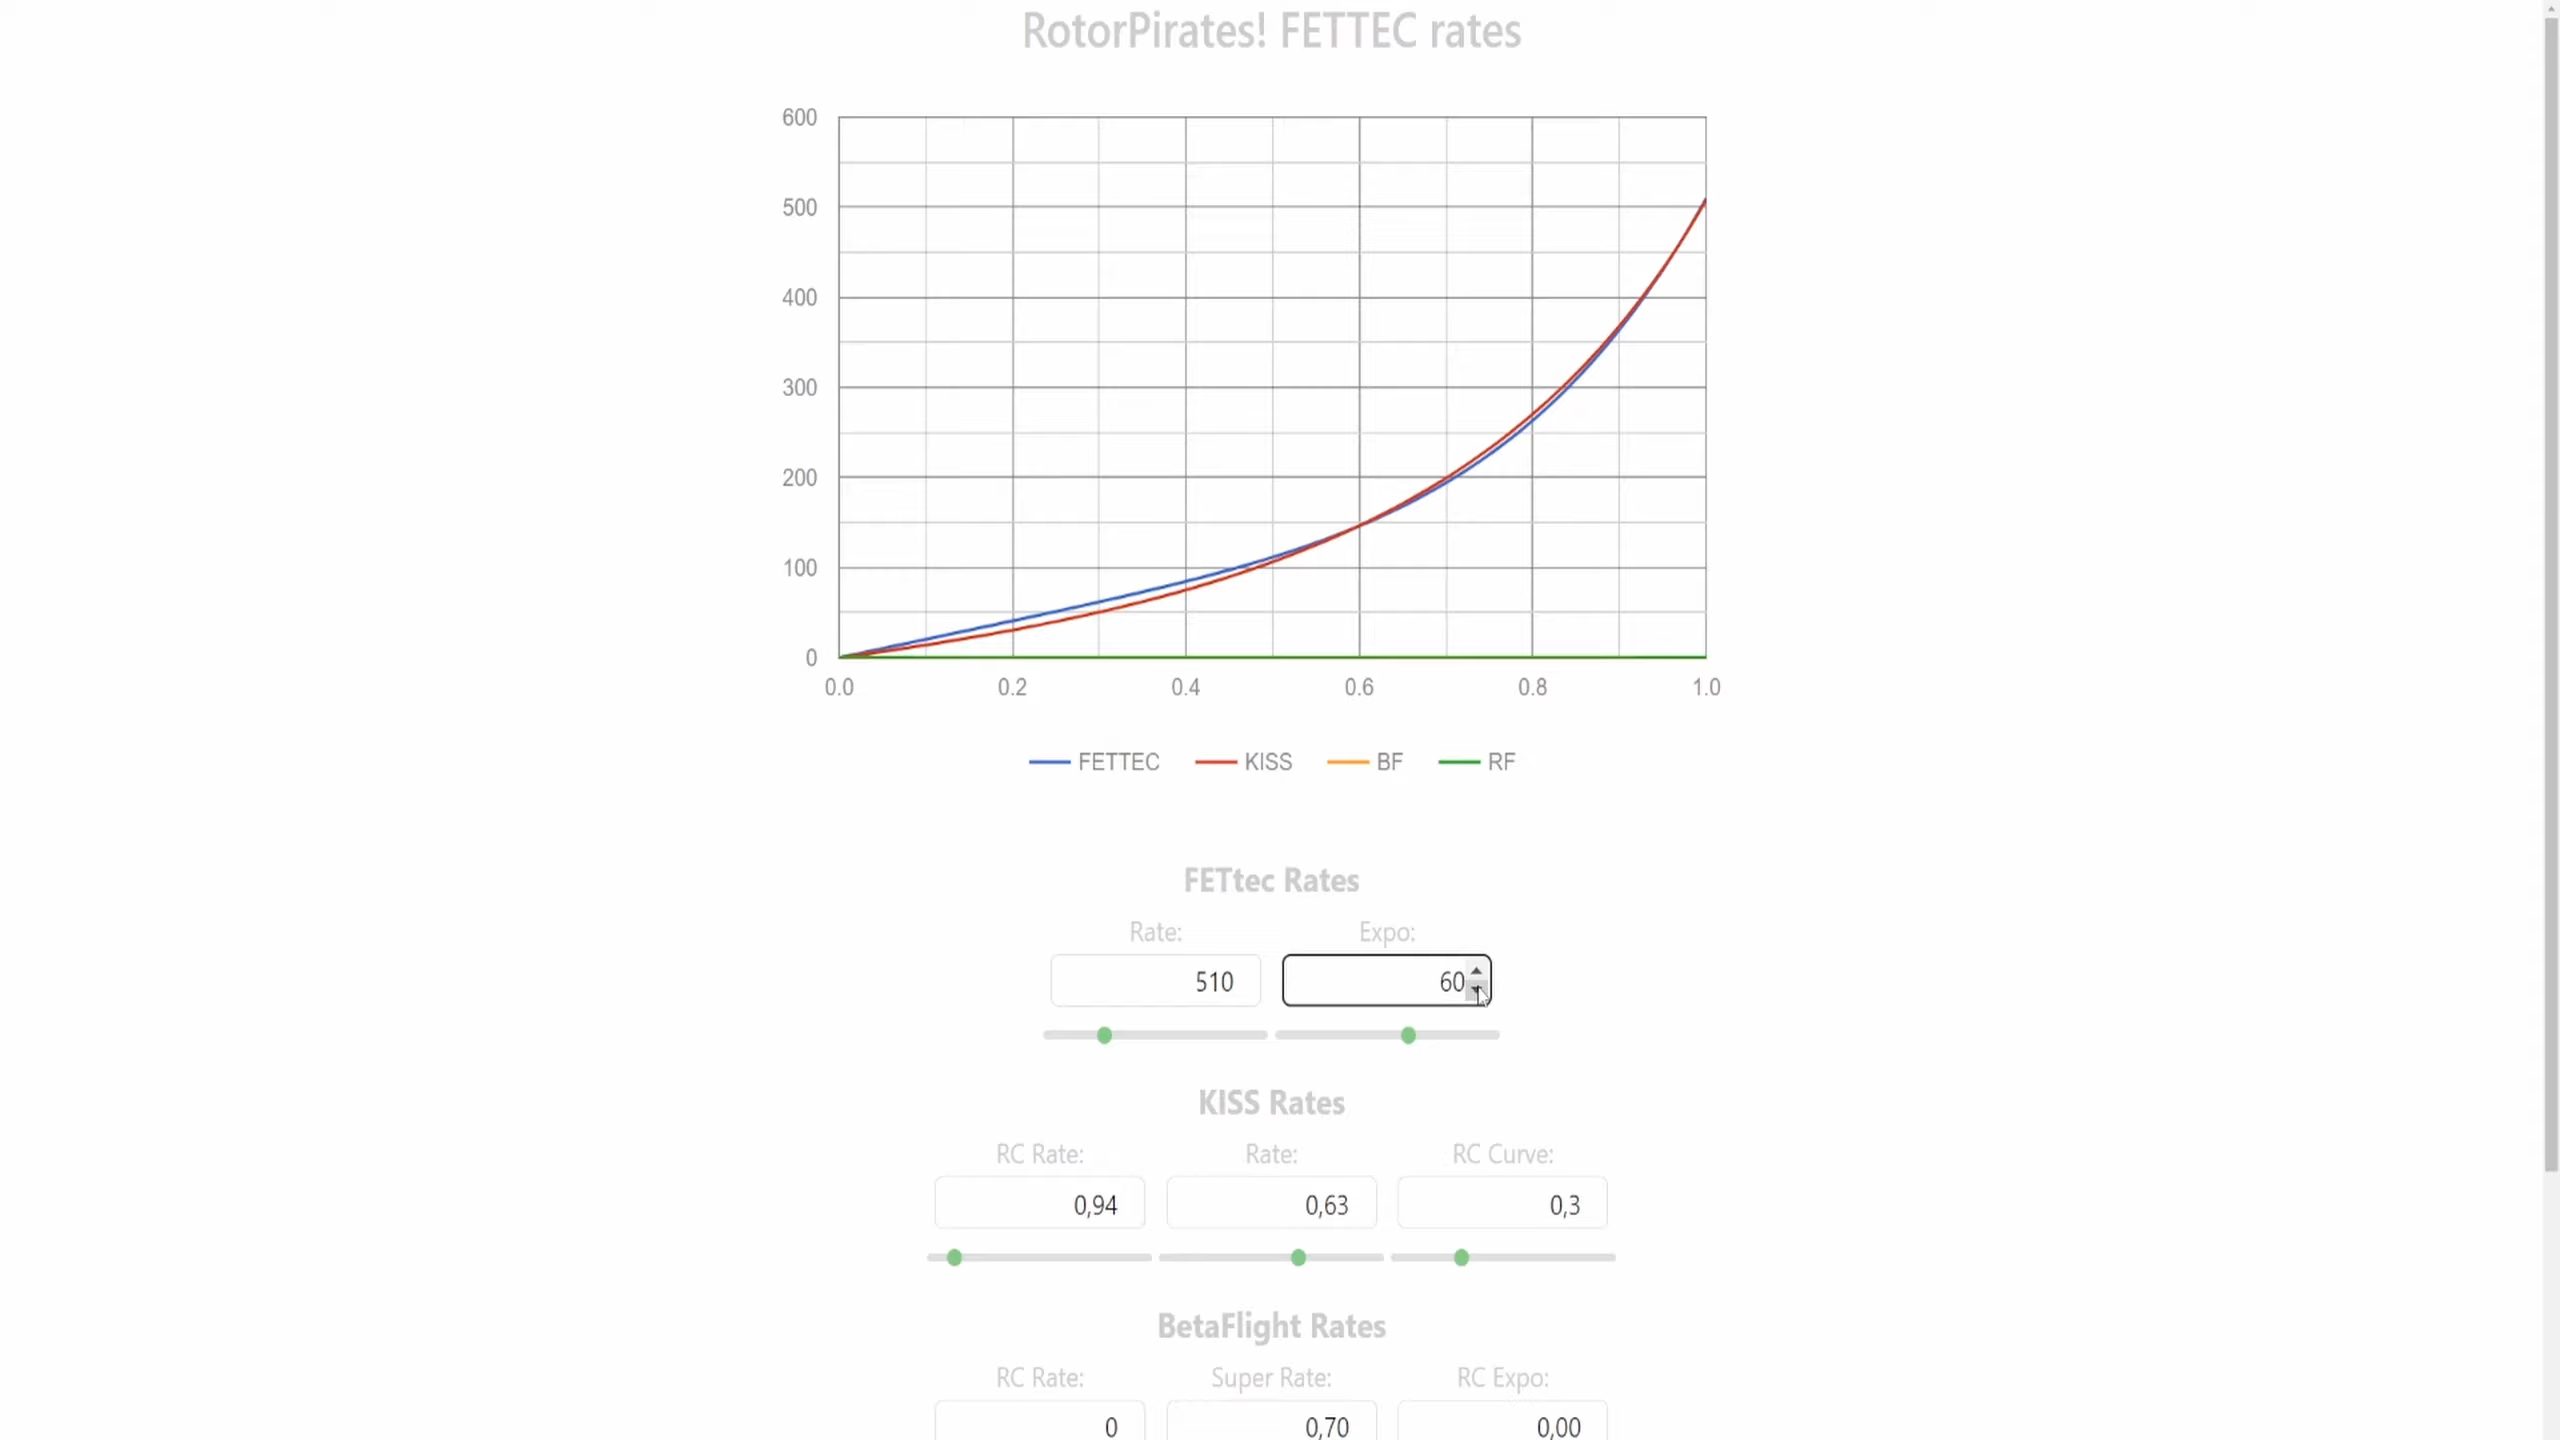 RotorPirates! FETTEC rates
600
500
400
300
200
100
0
0.0 0.2 0.4 0.6 0.8 1.0
FETTEC KISS BF RF
FETtec Rates
Rate: Expo:
510 60
KISS Rates
RC Rate: Rate: RC Curve:
0,94 0,63 0,3
BetaFlight Rates
RC Rate: Super Rate: RC Expo:
0 0,70 0,00